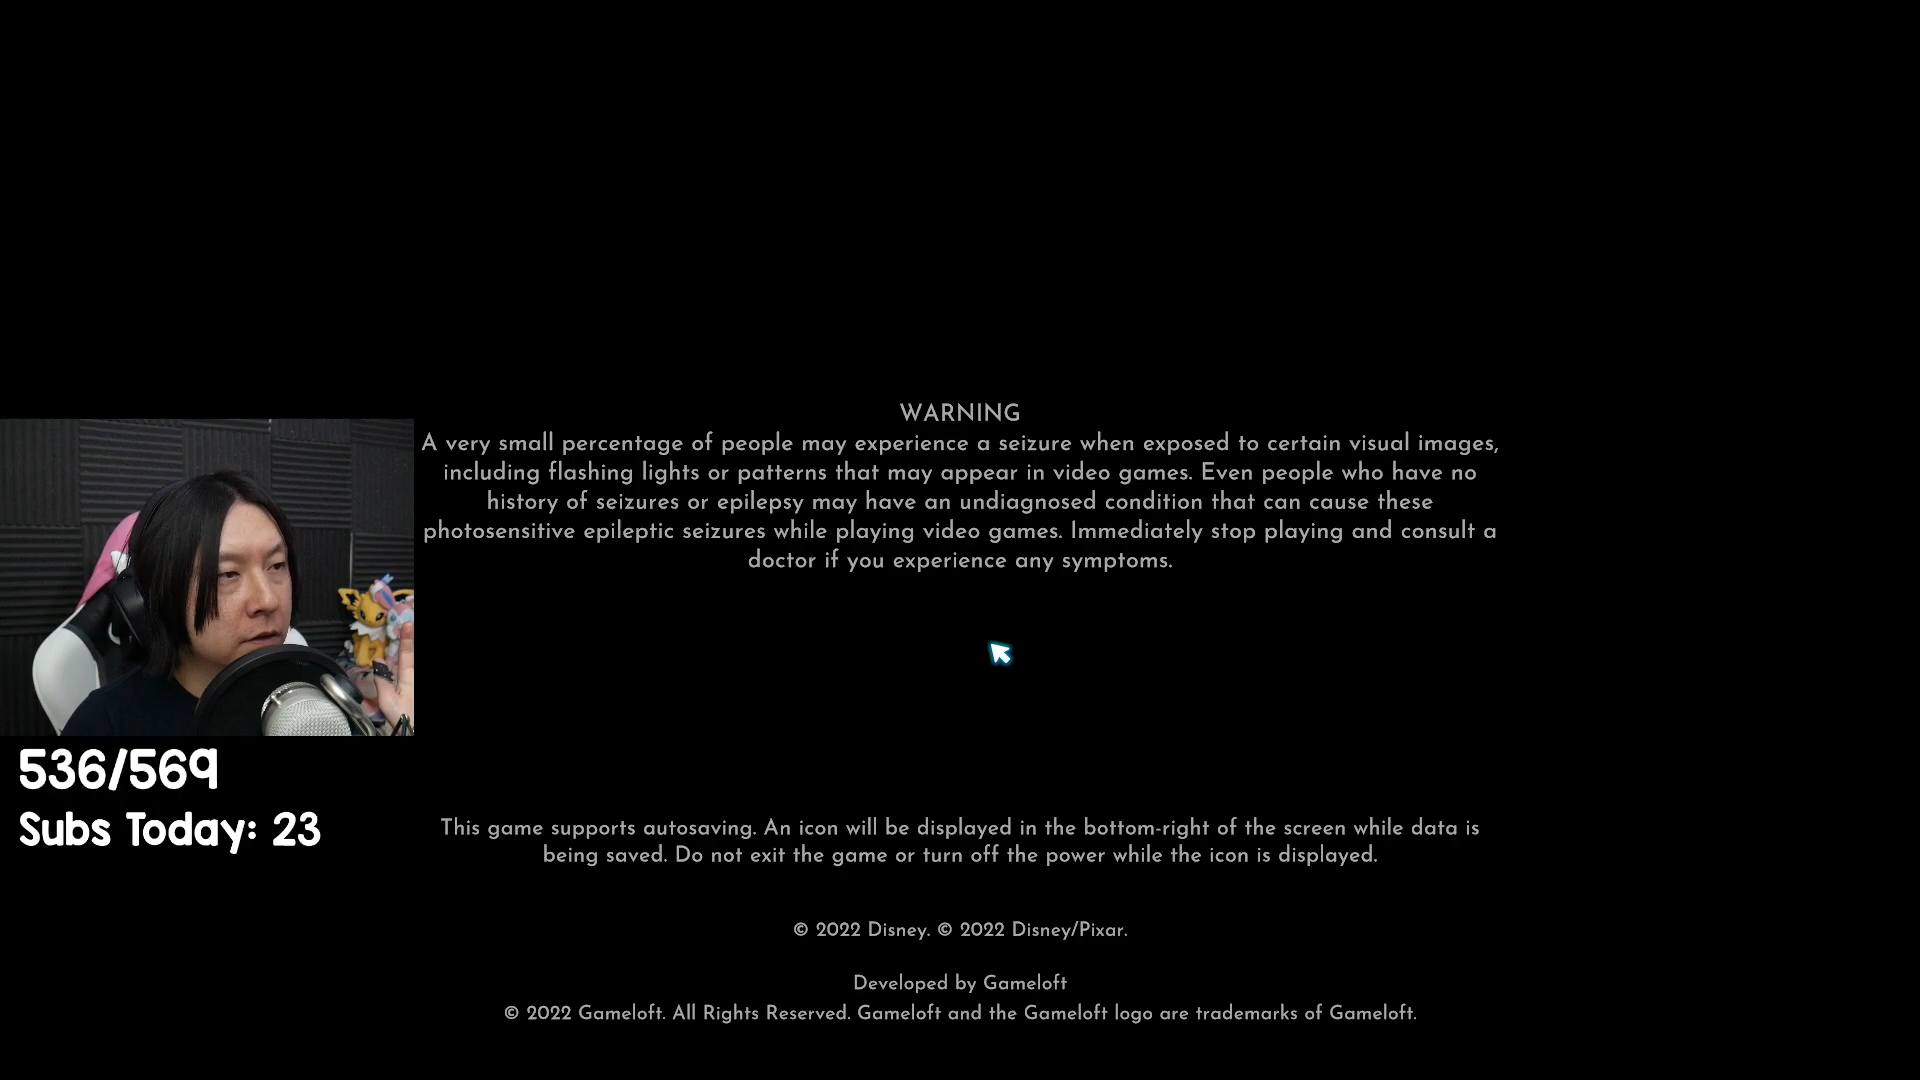 WARNING
A very small percentage of people may experience a seizure when exposed to certain visual images,
including flashing lights or patterns that may appear in video games. Even people who have no
history of seizures or epilepsy may have an undiagnosed condition that can cause these
photosensitive epileptic seizures while playing video games. Immediately stop playing and consult a
doctor if you experience any symptoms.
536/569
Subs Today: 23
This game supports autosaving. An icon will be displayed in the bottom-right of the screen while data is
being saved. Do not exit the game or turn off the power while the icon is displayed.
© 2022 Disney. © 2022 Disney/Pixar.
Developed by Gameloft
© 2022 Gameloft. All Rights Reserved. Gameloft and the Gameloft logo are trademarks of Gameloft.